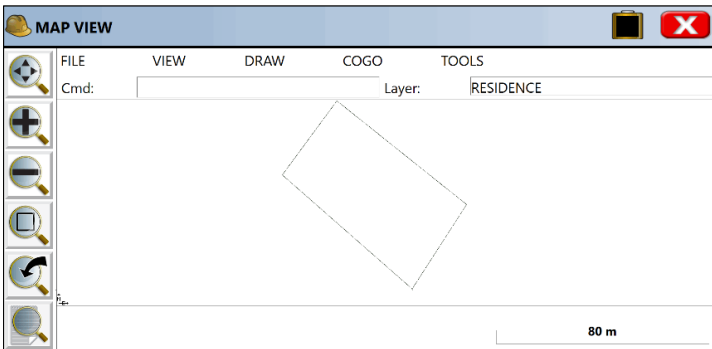 MAP VIEW
FILE VIEW DRAW COGO TOOLS
Cmd: Layer: RESIDENCE
80 m